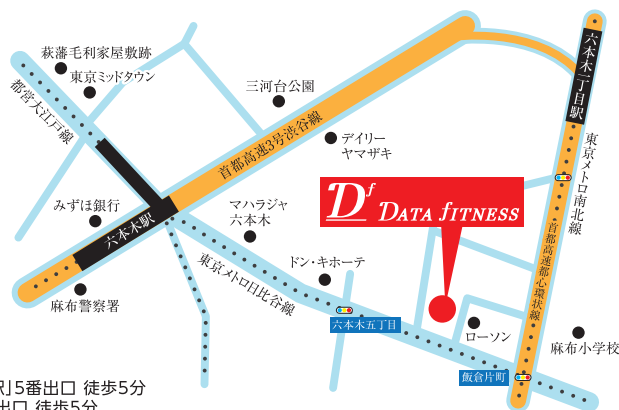 萩藩毛利家屋敷跡
東京ミッドタウン
都営大江戸線
三河台公園
首都高速3号渋谷線
デイリー
ヤマザキ
六本木一丁目駅
東京メトロ南北線
みずほ銀行
六本木駅
マハラジャ
六本木
Df DATA fITNESS
首都高速都心環状線
東京メトロ日比谷線
ドン・キホーテ
麻布警察署
六本木五丁目
ローソン
麻布小学校
飯倉片町
駅」5番出口 徒歩5分
出口 徒歩5分